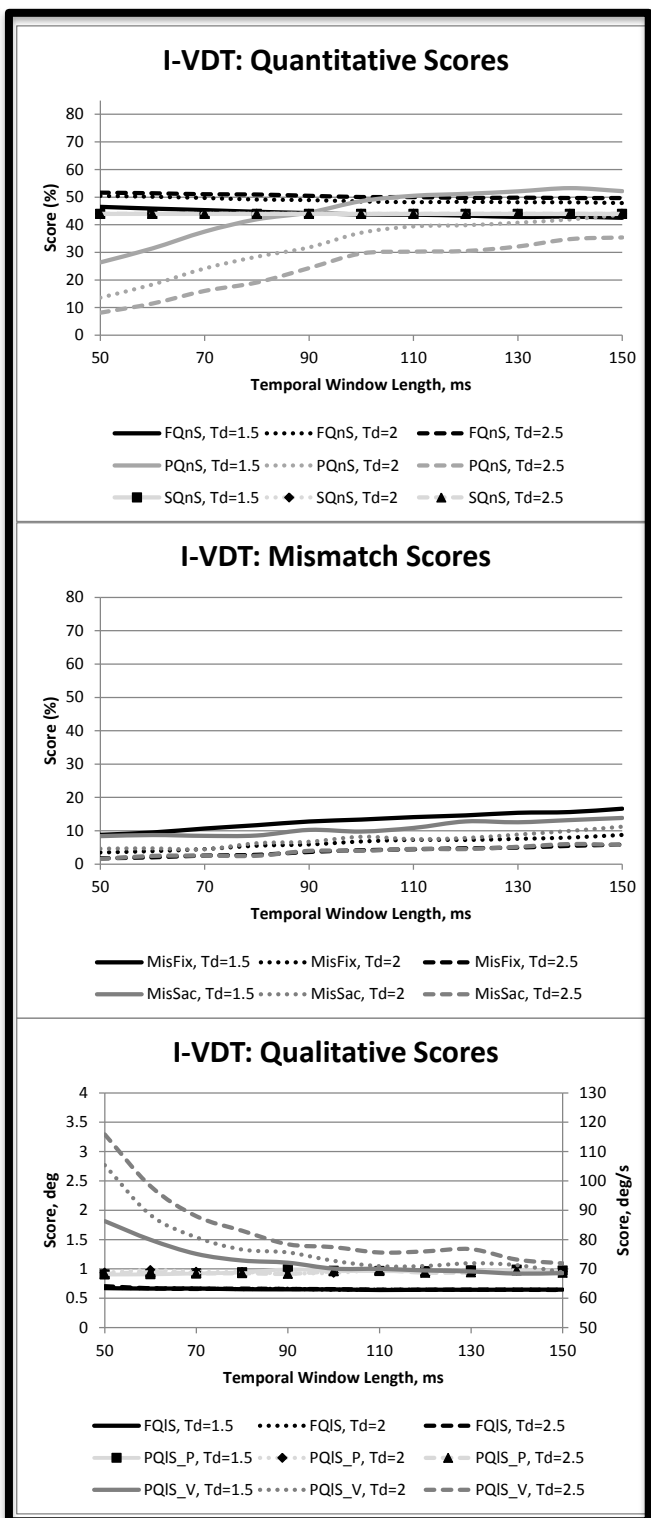 I-VDT: Quantitative Scores
80
70
60
50
40
30
20
10
0
Score (%)
50 70 90 110 130 150
Temporal Window Length, ms
FQnS, Td=1.5 FQnS, Td=2 FQnS, Td=2.5
PQnS, Td=1.5 PQnS, Td=2 PQnS, Td=2.5
SQnS, Td=1.5 SQnS, Td=2 SQnS, Td=2.5
I-VDT: Mismatch Scores
80
70
60
50
40
30
20
10
0
Score (%)
50 70 90 110 130 150
Temporal Window Length, ms
MisFix, Td=1.5 MisFix, Td=2 MisFix, Td=2.5
MisSac, Td=1.5 MisSac, Td=2 MisSac, Td=2.5
I-VDT: Qualitative Scores
4 130
3.5 120
3 110
2.5 100
2 90
1.5 80
1 70
0.5 60
0 50
Score, deg
Score, deg/s
50 70 90 110 130 150
Temporal Window Length, ms
FQlS, Td=1.5 FQlS, Td=2 FQlS, Td=2.5
PQlS_P, Td=1.5 PQlS_P, Td=2 PQlS_P, Td=2.5
PQlS_V, Td=1.5 PQlS_V, Td=2 PQlS_V, Td=2.5